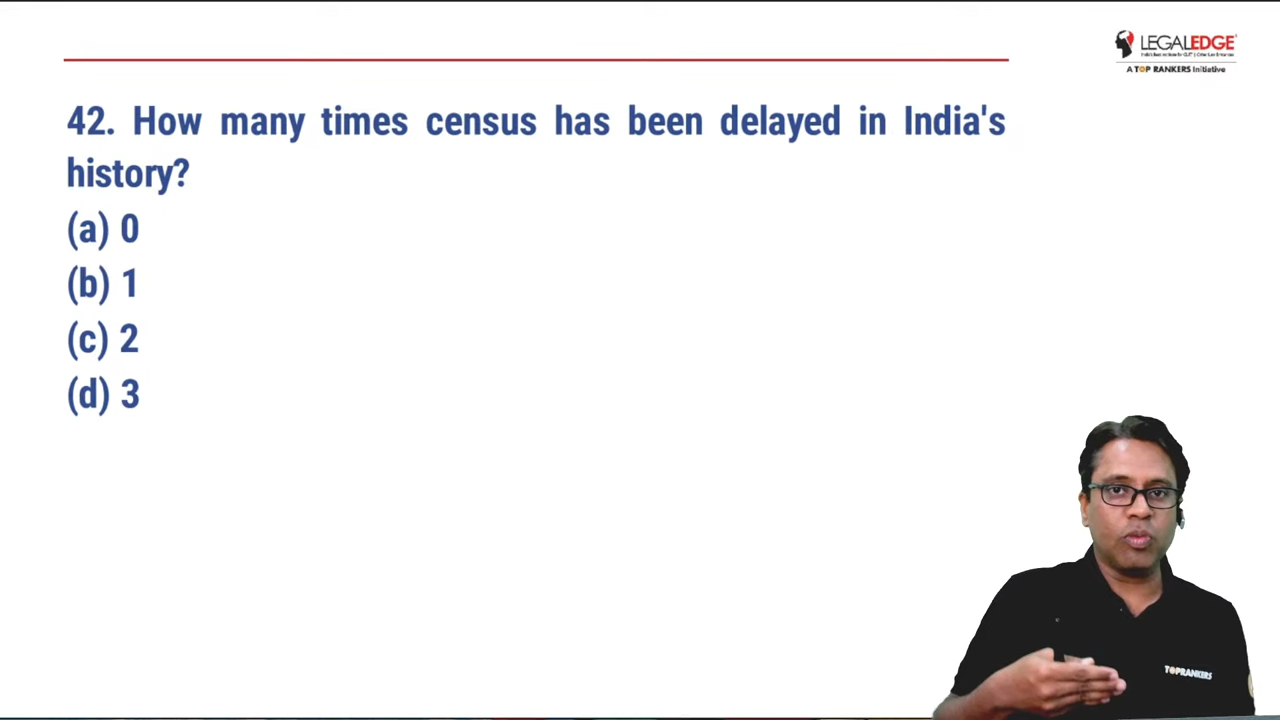 LEGALEDGE
A TOP RANKERS Initiative
42. How many times census has been delayed in India's
history?
(a) 0
(b) 1
(c) 2
(d) 3
TOPRANKERS